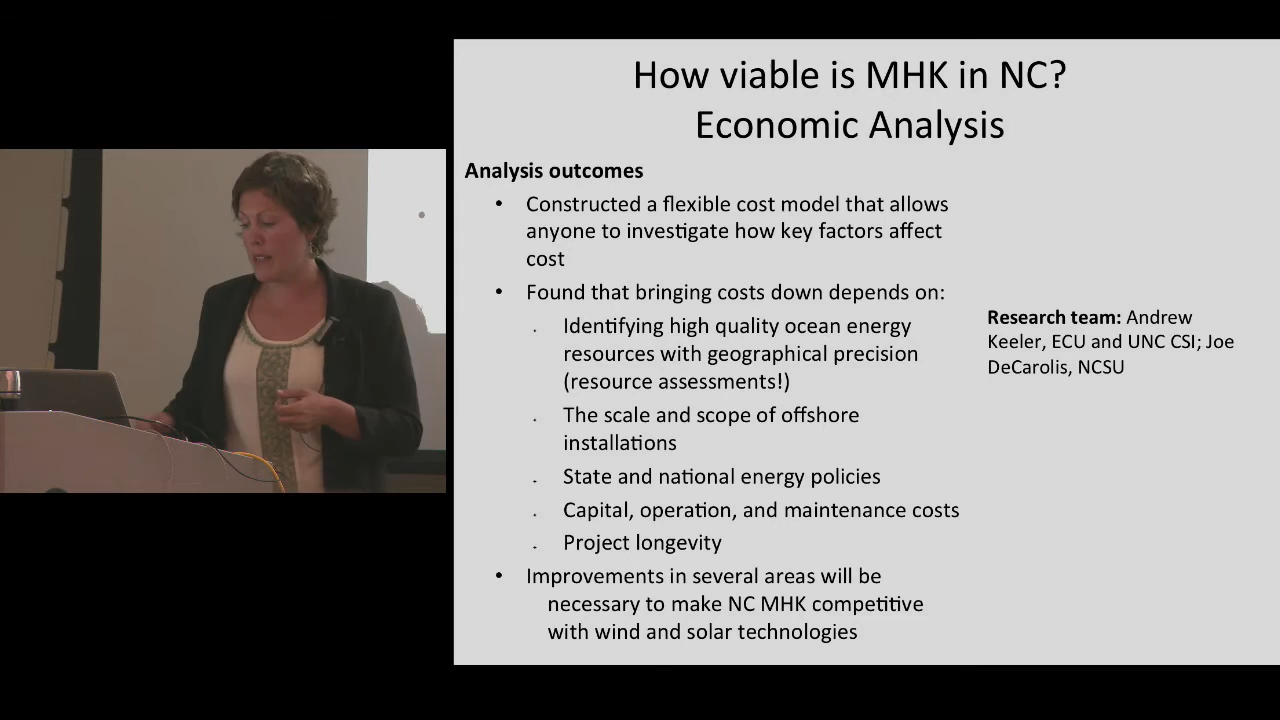 How viable is MHK in NC?
Economic Analysis
Analysis outcomes
• Constructed a flexible cost model that allows
anyone to investigate how key factors affect
cost
• Found that bringing costs down depends on:
. Identifying high quality ocean energy
resources with geographical precision
(resource assessments!)
. The scale and scope of offshore
installations
. State and national energy policies
. Capital, operation, and maintenance costs
. Project longevity
• Improvements in several areas will be
necessary to make NC MHK competitive
with wind and solar technologies
Research team: Andrew
Keeler, ECU and UNC CSI; Joe
DeCarolis, NCSU